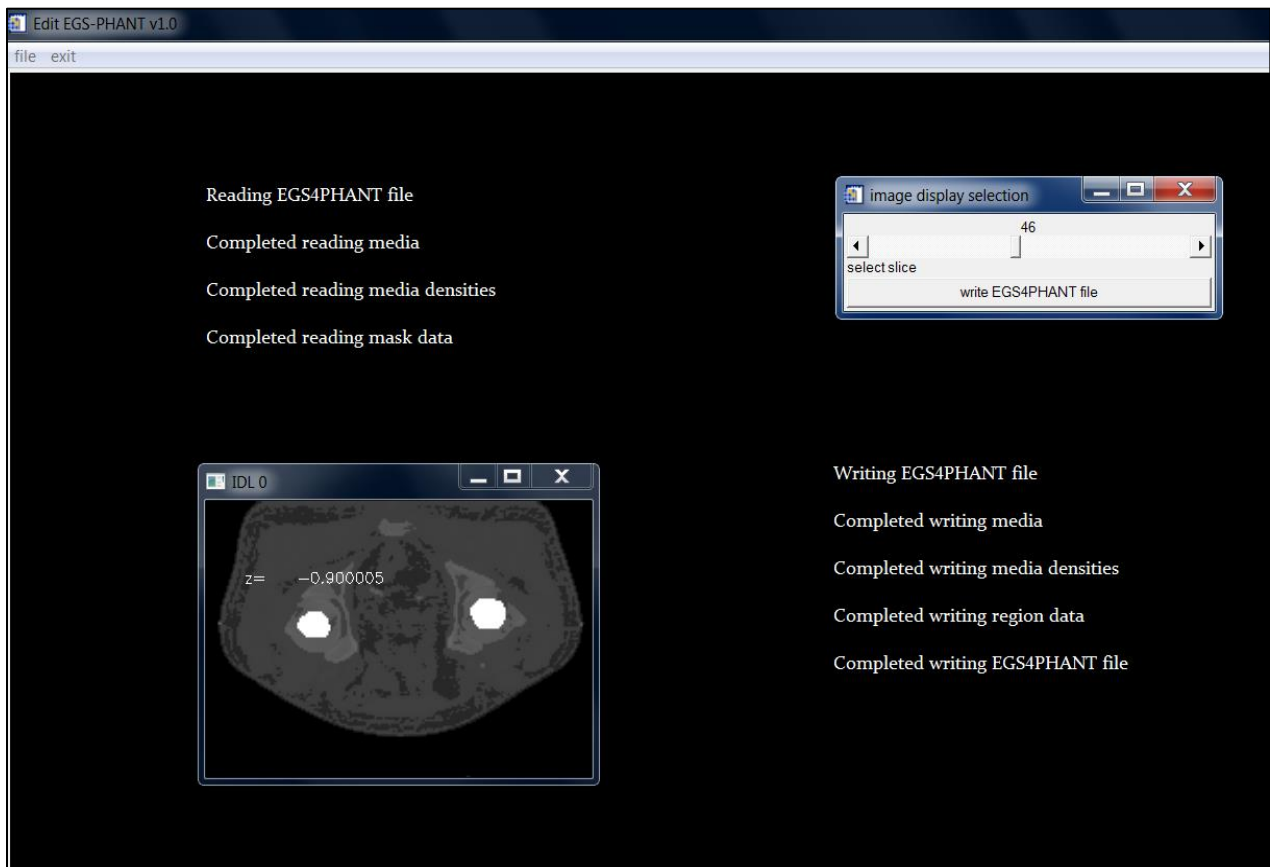 Edit EGS-PHANT v1.0
file exit
Reading EGS4PHANT file
Completed reading media
Completed reading media densities
Completed reading mask data
image display selection
46
select slice
write EGS4PHANT file
IDL 0
z= −0.900005
Writing EGS4PHANT file
Completed writing media
Completed writing media densities
Completed writing region data
Completed writing EGS4PHANT file